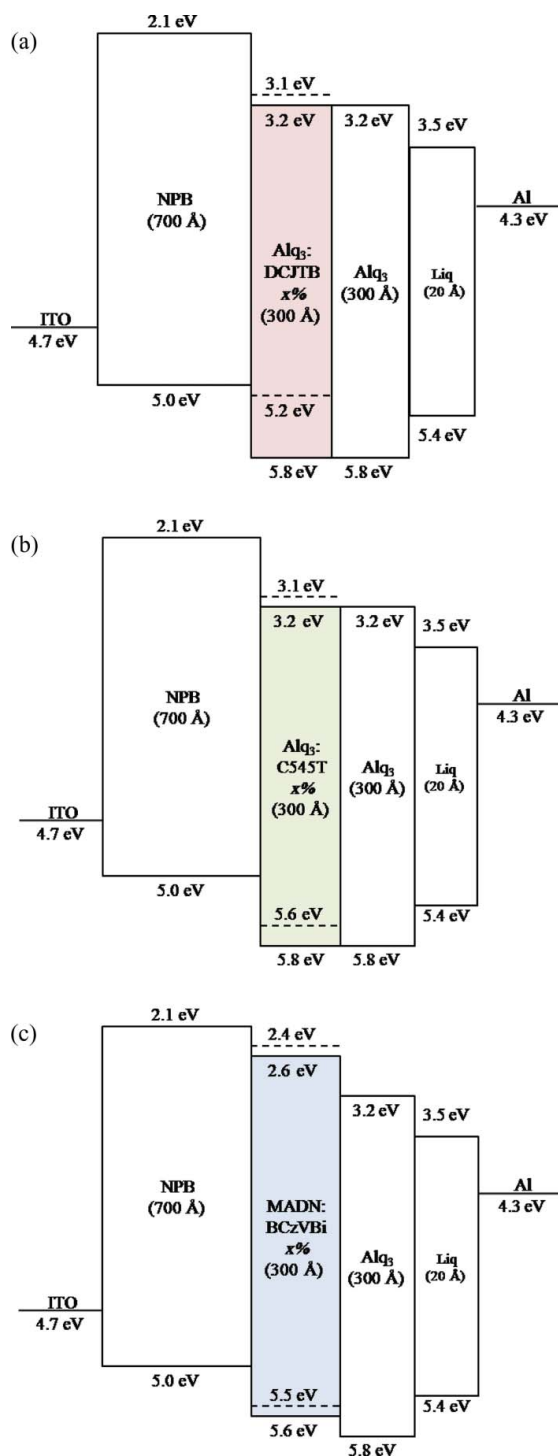 (a)
2.1 eV
3.1 eV
3.2 eV
3.2 eV
3.5 eV
NPB
(700 Å)
Al
4.3 eV
Alq₃:
DCJTB
x%
(300 Å)
Alq₃
(300 Å)
Liq
(20 Å)
ITO
4.7 eV
5.0 eV
5.2 eV
5.4 eV
5.8 eV
5.8 eV
(b)
2.1 eV
3.1 eV
3.2 eV
3.2 eV
3.5 eV
NPB
(700 Å)
Al
4.3 eV
Alq₃:
C545T
x%
(300 Å)
Alq₃
(300 Å)
Liq
(20 Å)
ITO
4.7 eV
5.0 eV
5.6 eV
5.4 eV
5.8 eV
5.8 eV
(c)
2.1 eV
2.4 eV
2.6 eV
3.2 eV
3.5 eV
NPB
(700 Å)
Al
4.3 eV
MADN:
BCzVBi
x%
(300 Å)
Alq₃
(300 Å)
Liq
(20 Å)
ITO
4.7 eV
5.0 eV
5.5 eV
5.4 eV
5.6 eV
5.8 eV